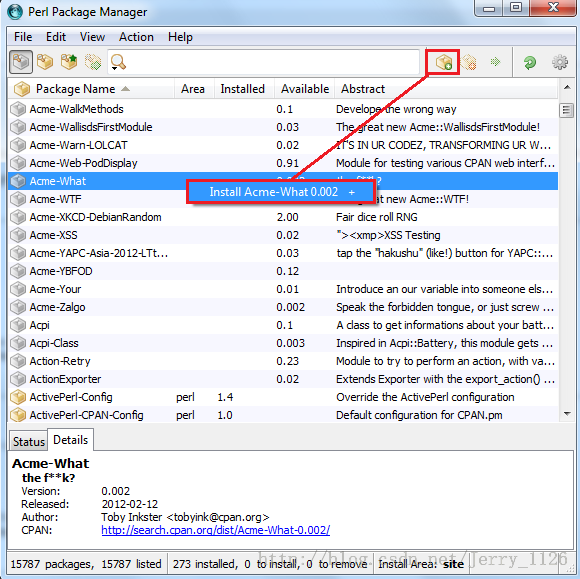 Perl Package Manager
File Edit View Action Help
Package Name Area Installed Available Abstract
Acme-WalkMethods 0.1 Develope the wrong way
Acme-WallisdsFirstModule 0.03 The great new Acme::WallisdsFirstModule!
Acme-Warn-LOLCAT 0.02 IT'S IN UR CODEZ, TRANSFORMING UR W...
Acme-Web-PodDisplay 0.91 Module for testing various CPAN web interf...
Acme-What the f**k?
Install Acme-What 0.002 +
Acme-WTF great new Acme::WTF!
Acme-XKCD-DebianRandom 2.00 Fair dice roll RNG
Acme-XSS 0.02 "><xmp>XSS Testing
Acme-YAPC-Asia-2012-LTt... 0.03 tap the "hakushu" (like!) button for YAPC::...
Acme-YBFOD 0.12
Acme-Your 0.01 Introduce an our variable into someone els...
Acme-Zalgo 0.002 Speak the forbidden tongue, or just screw ...
Acpi 0.1 A class to get informations about your batt...
Acpi-Class 0.003 Inspired in Acpi::Battery, this module gets ...
Action-Retry 0.23 Module to try to perform an action, with va...
ActionExporter 0.02 Extends Exporter with the export_action() ...
ActivePerl-Config perl 1.4 Override the ActivePerl configuration
ActivePerl-CPAN-Config perl 1.0 Default configuration for CPAN.pm
Status Details
Acme-What
the f**k?
Version: 0.002
Released: 2012-02-12
Author: Toby Inkster <tobyink@cpan.org>
CPAN: http://search.cpan.org/dist/Acme-What-0.002/
http://blog.csdn.net/Jerry_1126
15787 packages, 15787 listed 273 installed, 0 to install, 0 to remove Install Area: site